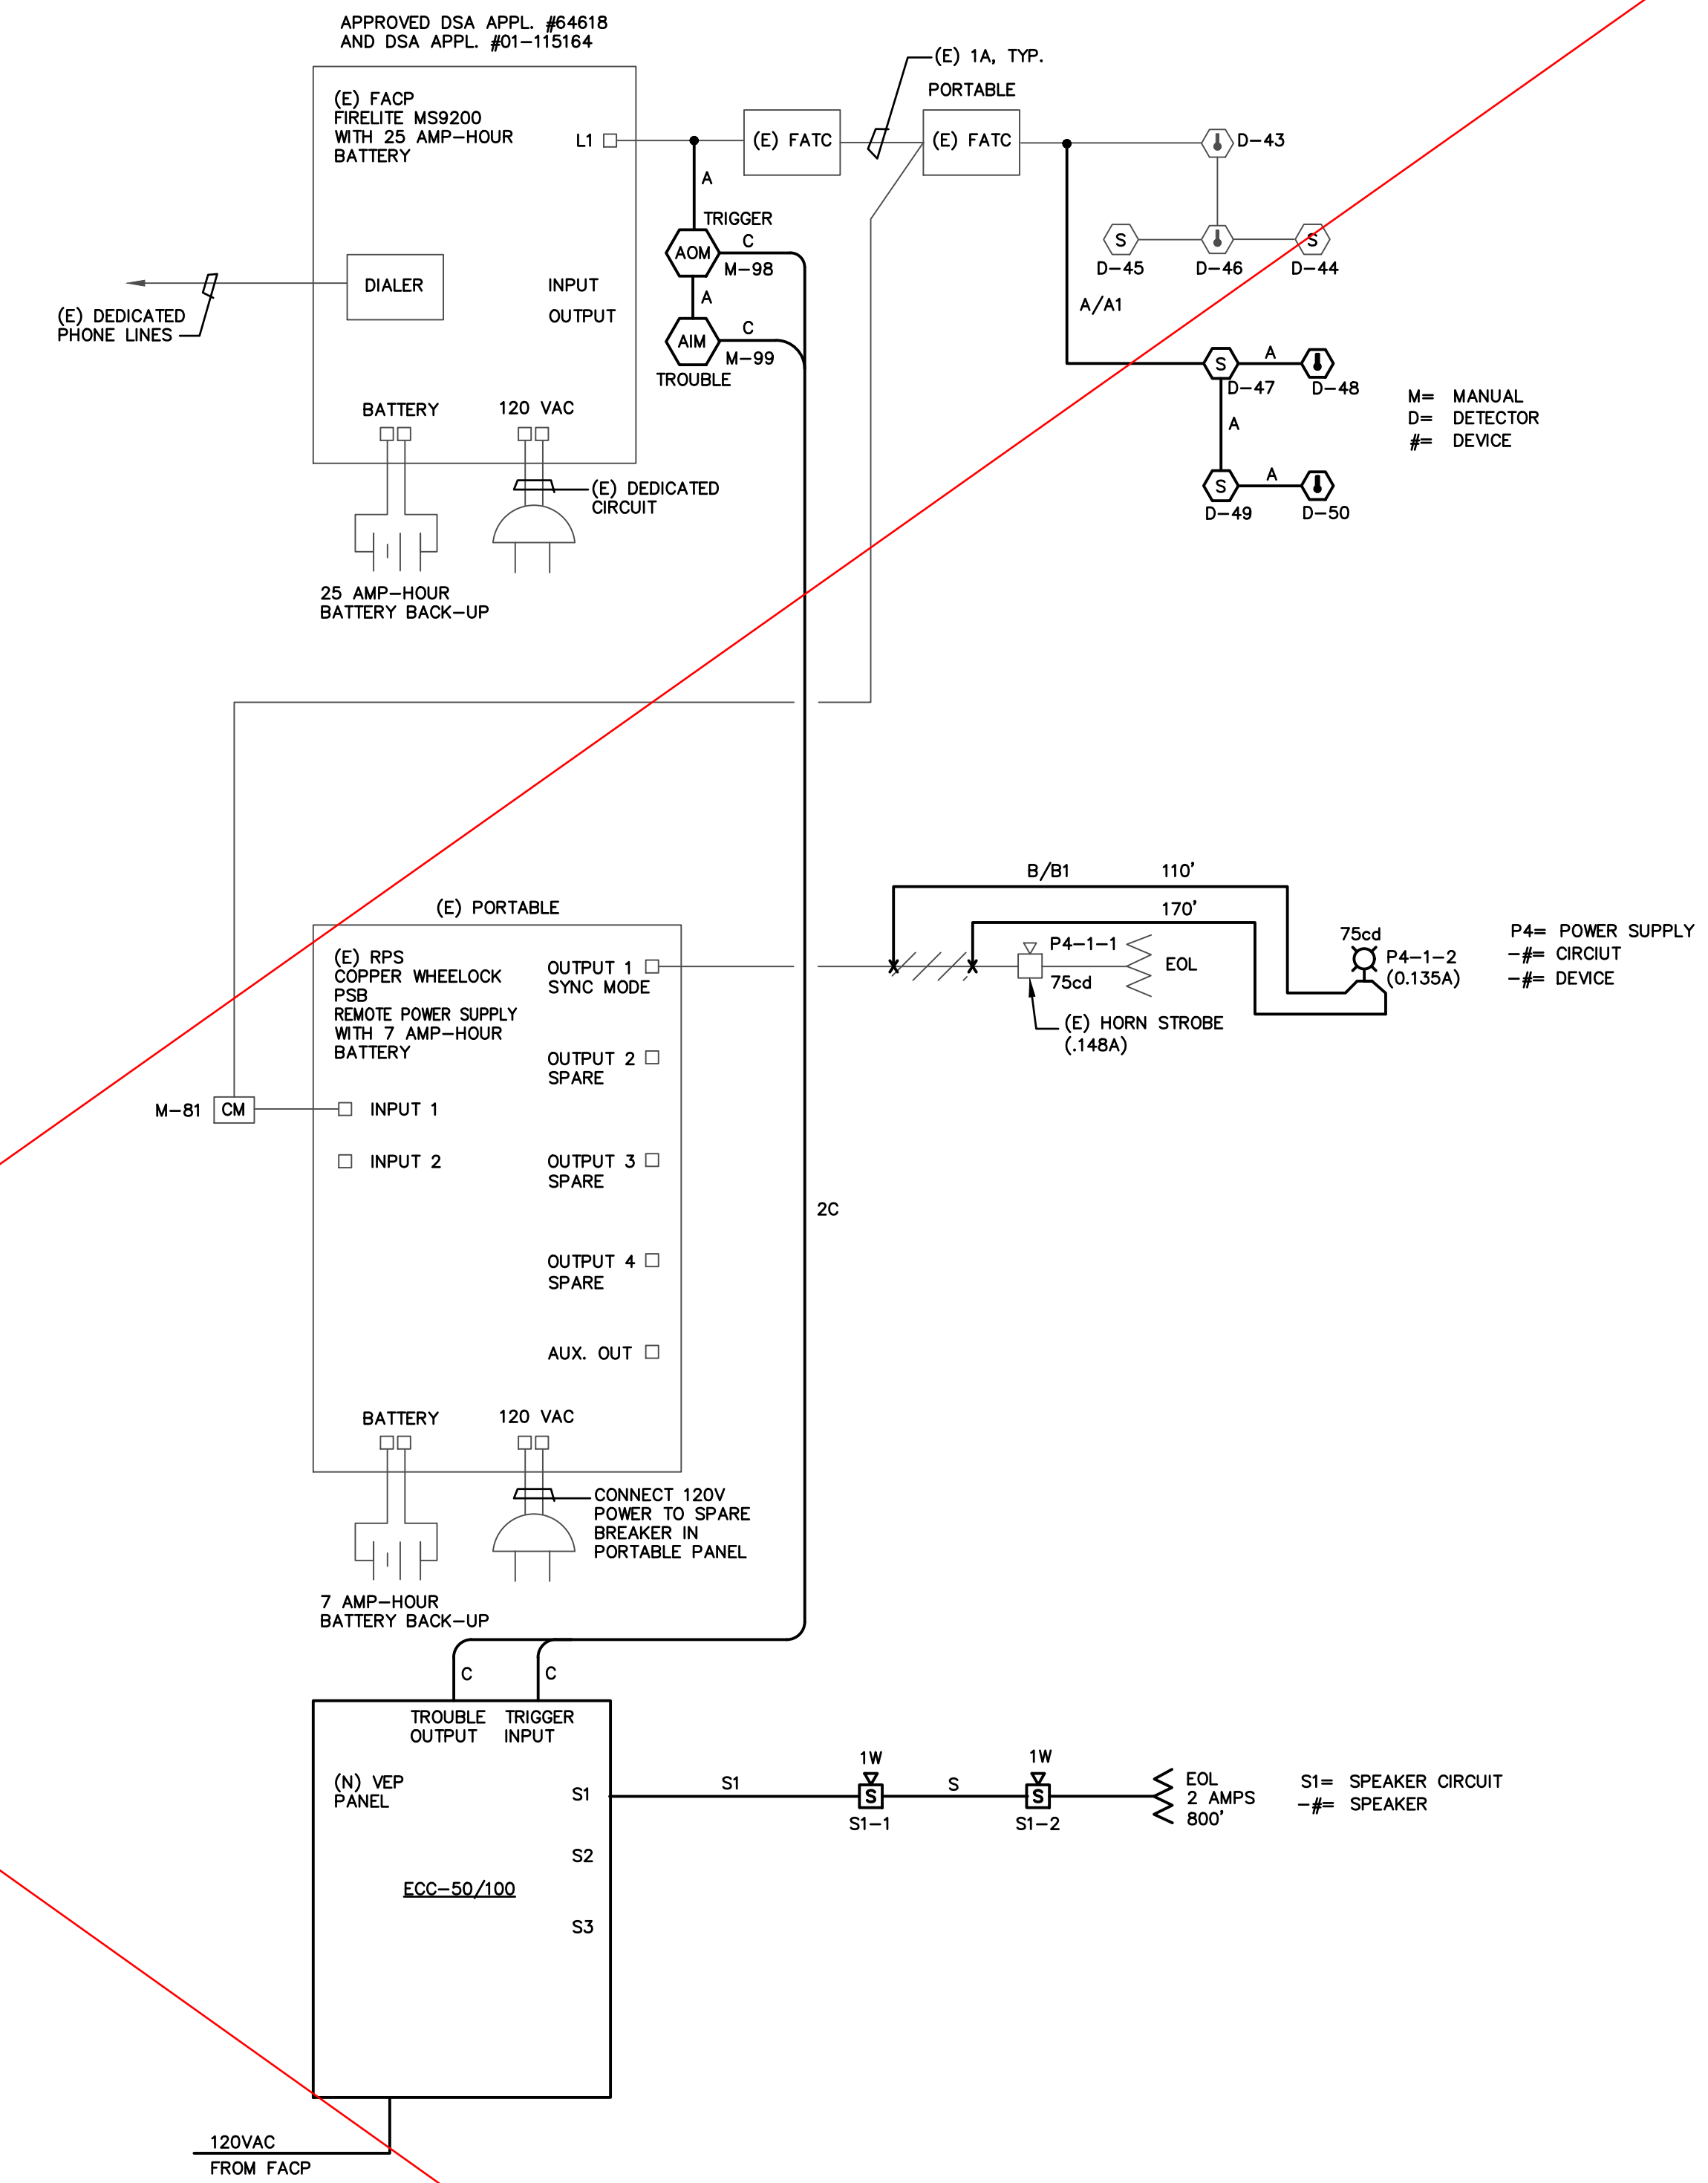 APPROVED DSA APPL. #64618
AND DSA APPL. #01-115164
(E) 1A, TYP.
PORTABLE
(E) FACP
FIRELITE MS9200
WITH 25 AMP-HOUR
BATTERY
L1
(E) FATC
(E) FATC
D-43
A
TRIGGER
AOM
C
M-98
S
D-45
D-46
S
D-44
DIALER
INPUT
OUTPUT
A
A/A1
(E) DEDICATED
PHONE LINES
AIM
C
M-99
TROUBLE
S
A
D-47
D-48
M= MANUAL
D= DETECTOR
#= DEVICE
BATTERY
120 VAC
A
(E) DEDICATED
CIRCUIT
S
A
D-49
D-50
25 AMP-HOUR
BATTERY BACK-UP
B/B1
110'
170'
(E) PORTABLE
(E) RPS
COPPER WHEELOCK
PSB
REMOTE POWER SUPPLY
WITH 7 AMP-HOUR
BATTERY
OUTPUT 1
SYNC MODE
P4-1-1
75cd
EOL
(E) HORN STROBE
(.148A)
75cd
P4-1-2
(0.135A)
P4= POWER SUPPLY
-#= CIRCIUT
-#= DEVICE
OUTPUT 2
SPARE
M-81
CM
INPUT 1
INPUT 2
OUTPUT 3
SPARE
2C
OUTPUT 4
SPARE
AUX. OUT
BATTERY
120 VAC
CONNECT 120V
POWER TO SPARE
BREAKER IN
PORTABLE PANEL
7 AMP-HOUR
BATTERY BACK-UP
C
C
TROUBLE
OUTPUT
TRIGGER
INPUT
(N) VEP
PANEL
S1
S1
1W
S
S1-1
S
1W
S
S1-2
EOL
2 AMPS
800'
S1= SPEAKER CIRCUIT
-#= SPEAKER
S2
ECC-50/100
S3
120VAC
FROM FACP